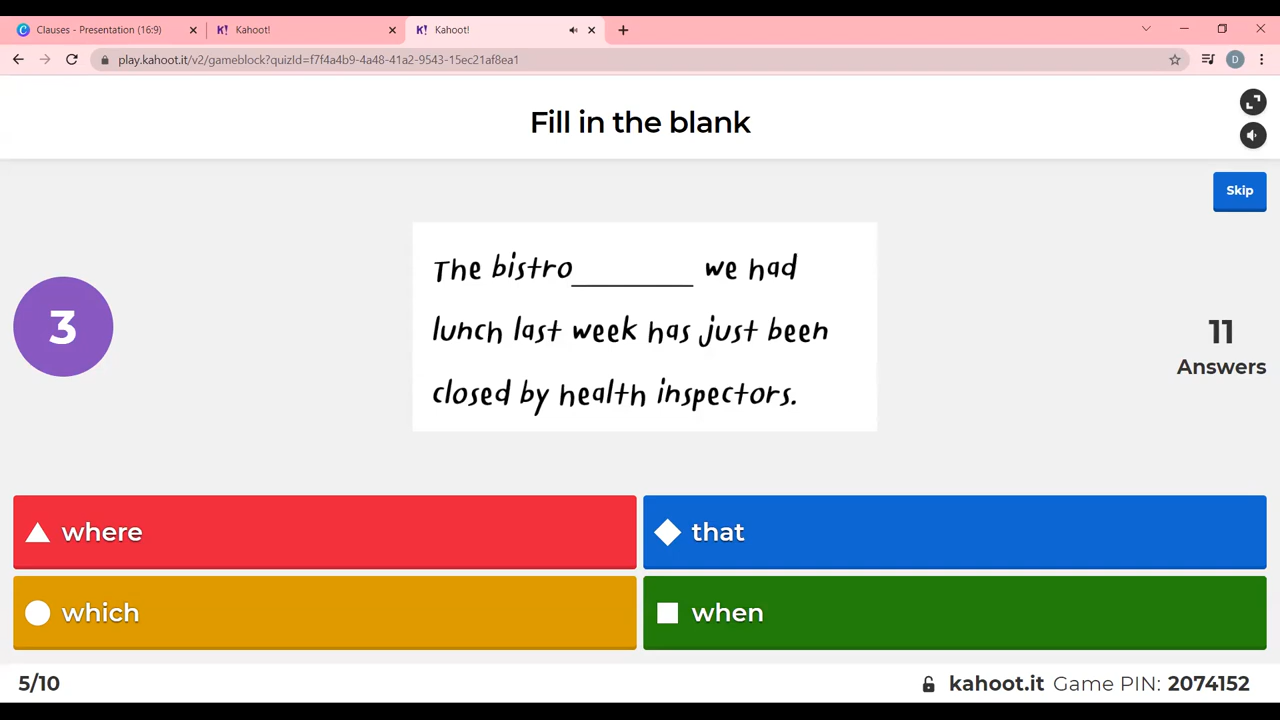 Clauses - Presentation (16:9)
K! Kahoot!
K! Kahoot!
play.kahoot.it/v2/gameblock?quizId=f7f4a4b9-4a48-41a2-9543-15ec21af8ea1
D
Fill in the blank
Skip
The bistro________ we had
lunch last week has just been
closed by health inspectors.
3
11
Answers
where
that
which
when
5/10
kahoot.it Game PIN: 2074152